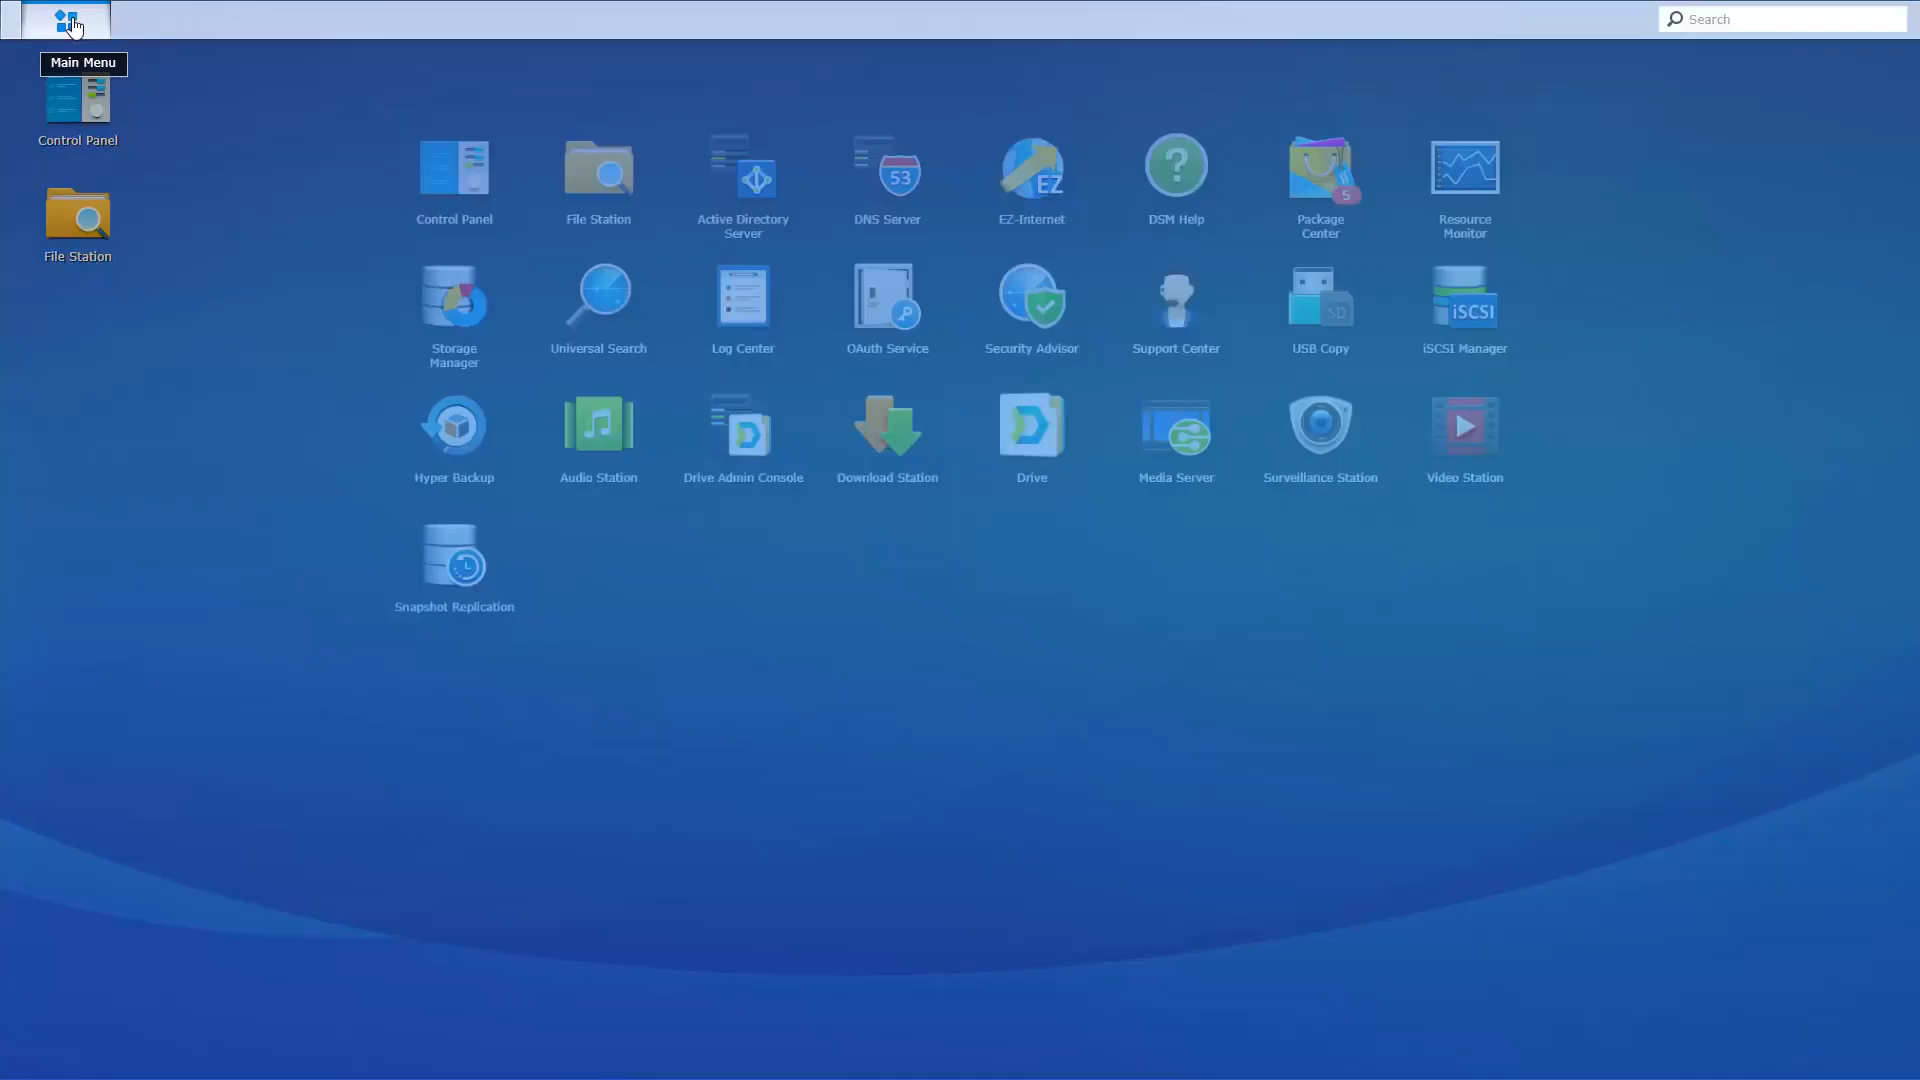 Search
Main Menu
Control Panel
File Station
Control Panel
File Station
Active Directory
Server
53
DNS Server
EZ
EZ-Internet
?
DSM Help
5
Package
Center
Resource
Monitor
Storage
Manager
Universal Search
Log Center
OAuth Service
Security Advisor
Support Center
SD
USB Copy
iSCSI
iSCSI Manager
Hyper Backup
Audio Station
Drive Admin Console
Download Station
Drive
Media Server
Surveillance Station
Video Station
Snapshot Replication